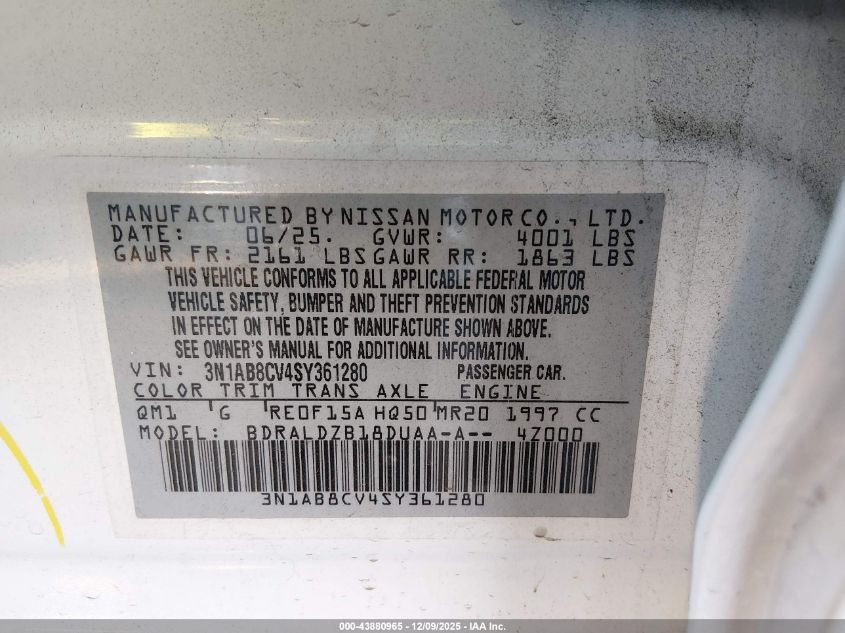 MANUFACTURED BY NISSAN MOTOR CO., LTD.
DATE: 06/25. GVWR: 4001 LBS
GAWR FR: 2161 LBS GAWR RR: 1863 LBS
THIS VEHICLE CONFORMS TO ALL APPLICABLE FEDERAL MOTOR
VEHICLE SAFETY, BUMPER AND THEFT PREVENTION STANDARDS
IN EFFECT ON THE DATE OF MANUFACTURE SHOWN ABOVE.
SEE OWNER'S MANUAL FOR ADDITIONAL INFORMATION.
VIN: 3N1AB8CV4SY361280 PASSENGER CAR.
COLOR TRIM TRANS AXLE ENGINE
QM1 G RE0F15A HQ50 MR20 1997 CC
MODEL: BDRALDZB18DUAA-A-- 4Z000
3N1AB8CV4SY361280
000-43880965 - 12/09/2025 - IAA Inc.